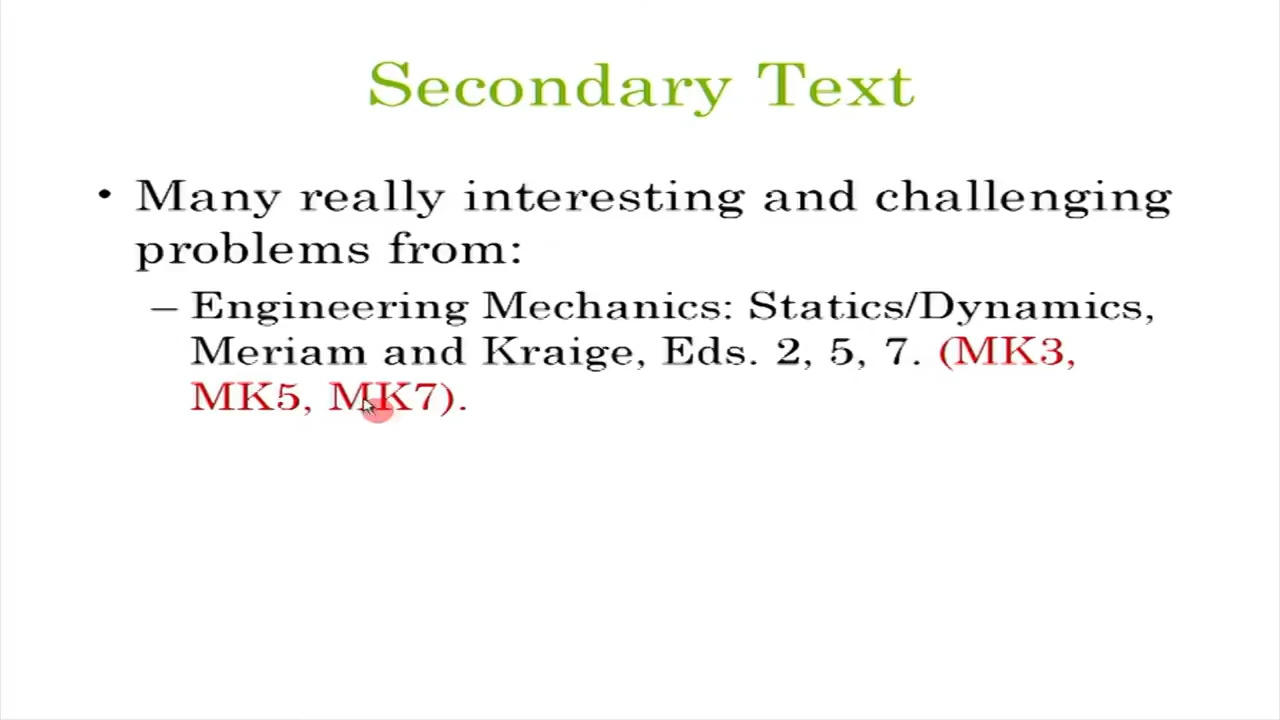 Secondary Text
• Many really interesting and challenging
problems from:
– Engineering Mechanics: Statics/Dynamics,
Meriam and Kraige, Eds. 2, 5, 7. (MK3,
MK5, MK7).